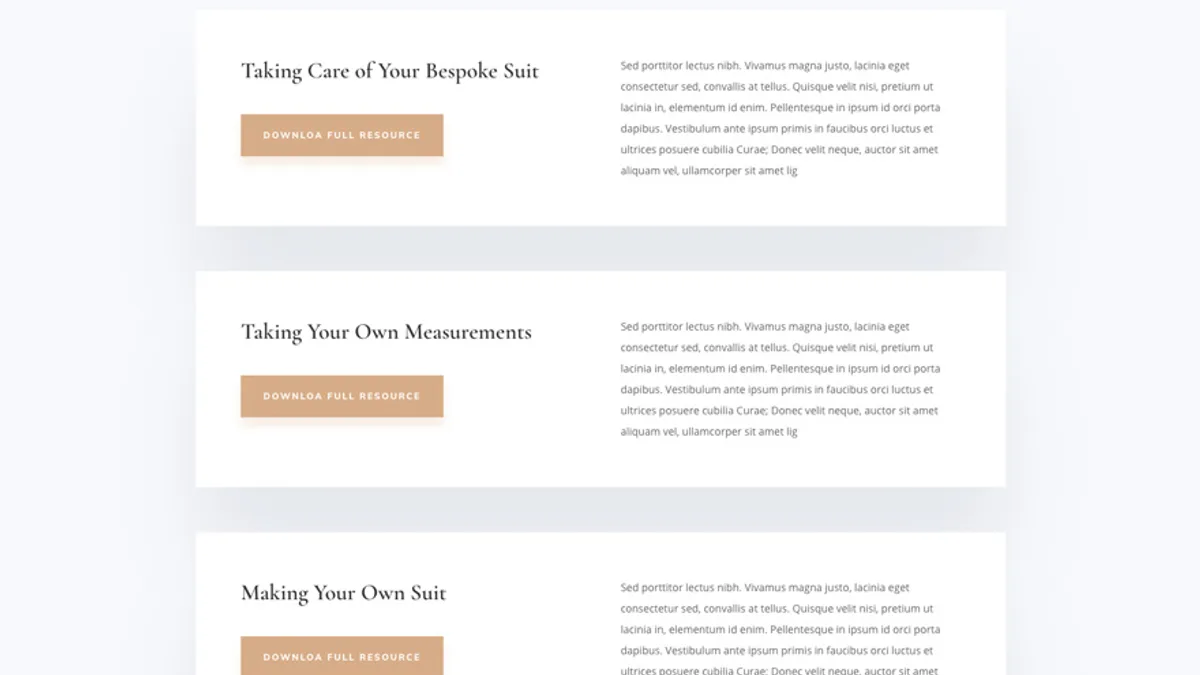 Taking Care of Your Bespoke Suit
DOWNLOA FULL RESOURCE
Sed porttitor lectus nibh. Vivamus magna justo, lacinia eget
consectetur sed, convallis at tellus. Quisque velit nisi, pretium ut
lacinia in, elementum id enim. Pellentesque in ipsum id orci porta
dapibus. Vestibulum ante ipsum primis in faucibus orci luctus et
ultrices posuere cubilia Curae; Donec velit neque, auctor sit amet
aliquam vel, ullamcorper sit amet lig
Taking Your Own Measurements
DOWNLOA FULL RESOURCE
Sed porttitor lectus nibh. Vivamus magna justo, lacinia eget
consectetur sed, convallis at tellus. Quisque velit nisi, pretium ut
lacinia in, elementum id enim. Pellentesque in ipsum id orci porta
dapibus. Vestibulum ante ipsum primis in faucibus orci luctus et
ultrices posuere cubilia Curae; Donec velit neque, auctor sit amet
aliquam vel, ullamcorper sit amet lig
Making Your Own Suit
DOWNLOA FULL RESOURCE
Sed porttitor lectus nibh. Vivamus magna justo, lacinia eget
consectetur sed, convallis at tellus. Quisque velit nisi, pretium ut
lacinia in, elementum id enim. Pellentesque in ipsum id orci porta
dapibus. Vestibulum ante ipsum primis in faucibus orci luctus et
ultrices posuere cubilia Curae; Donec velit neque, auctor sit amet